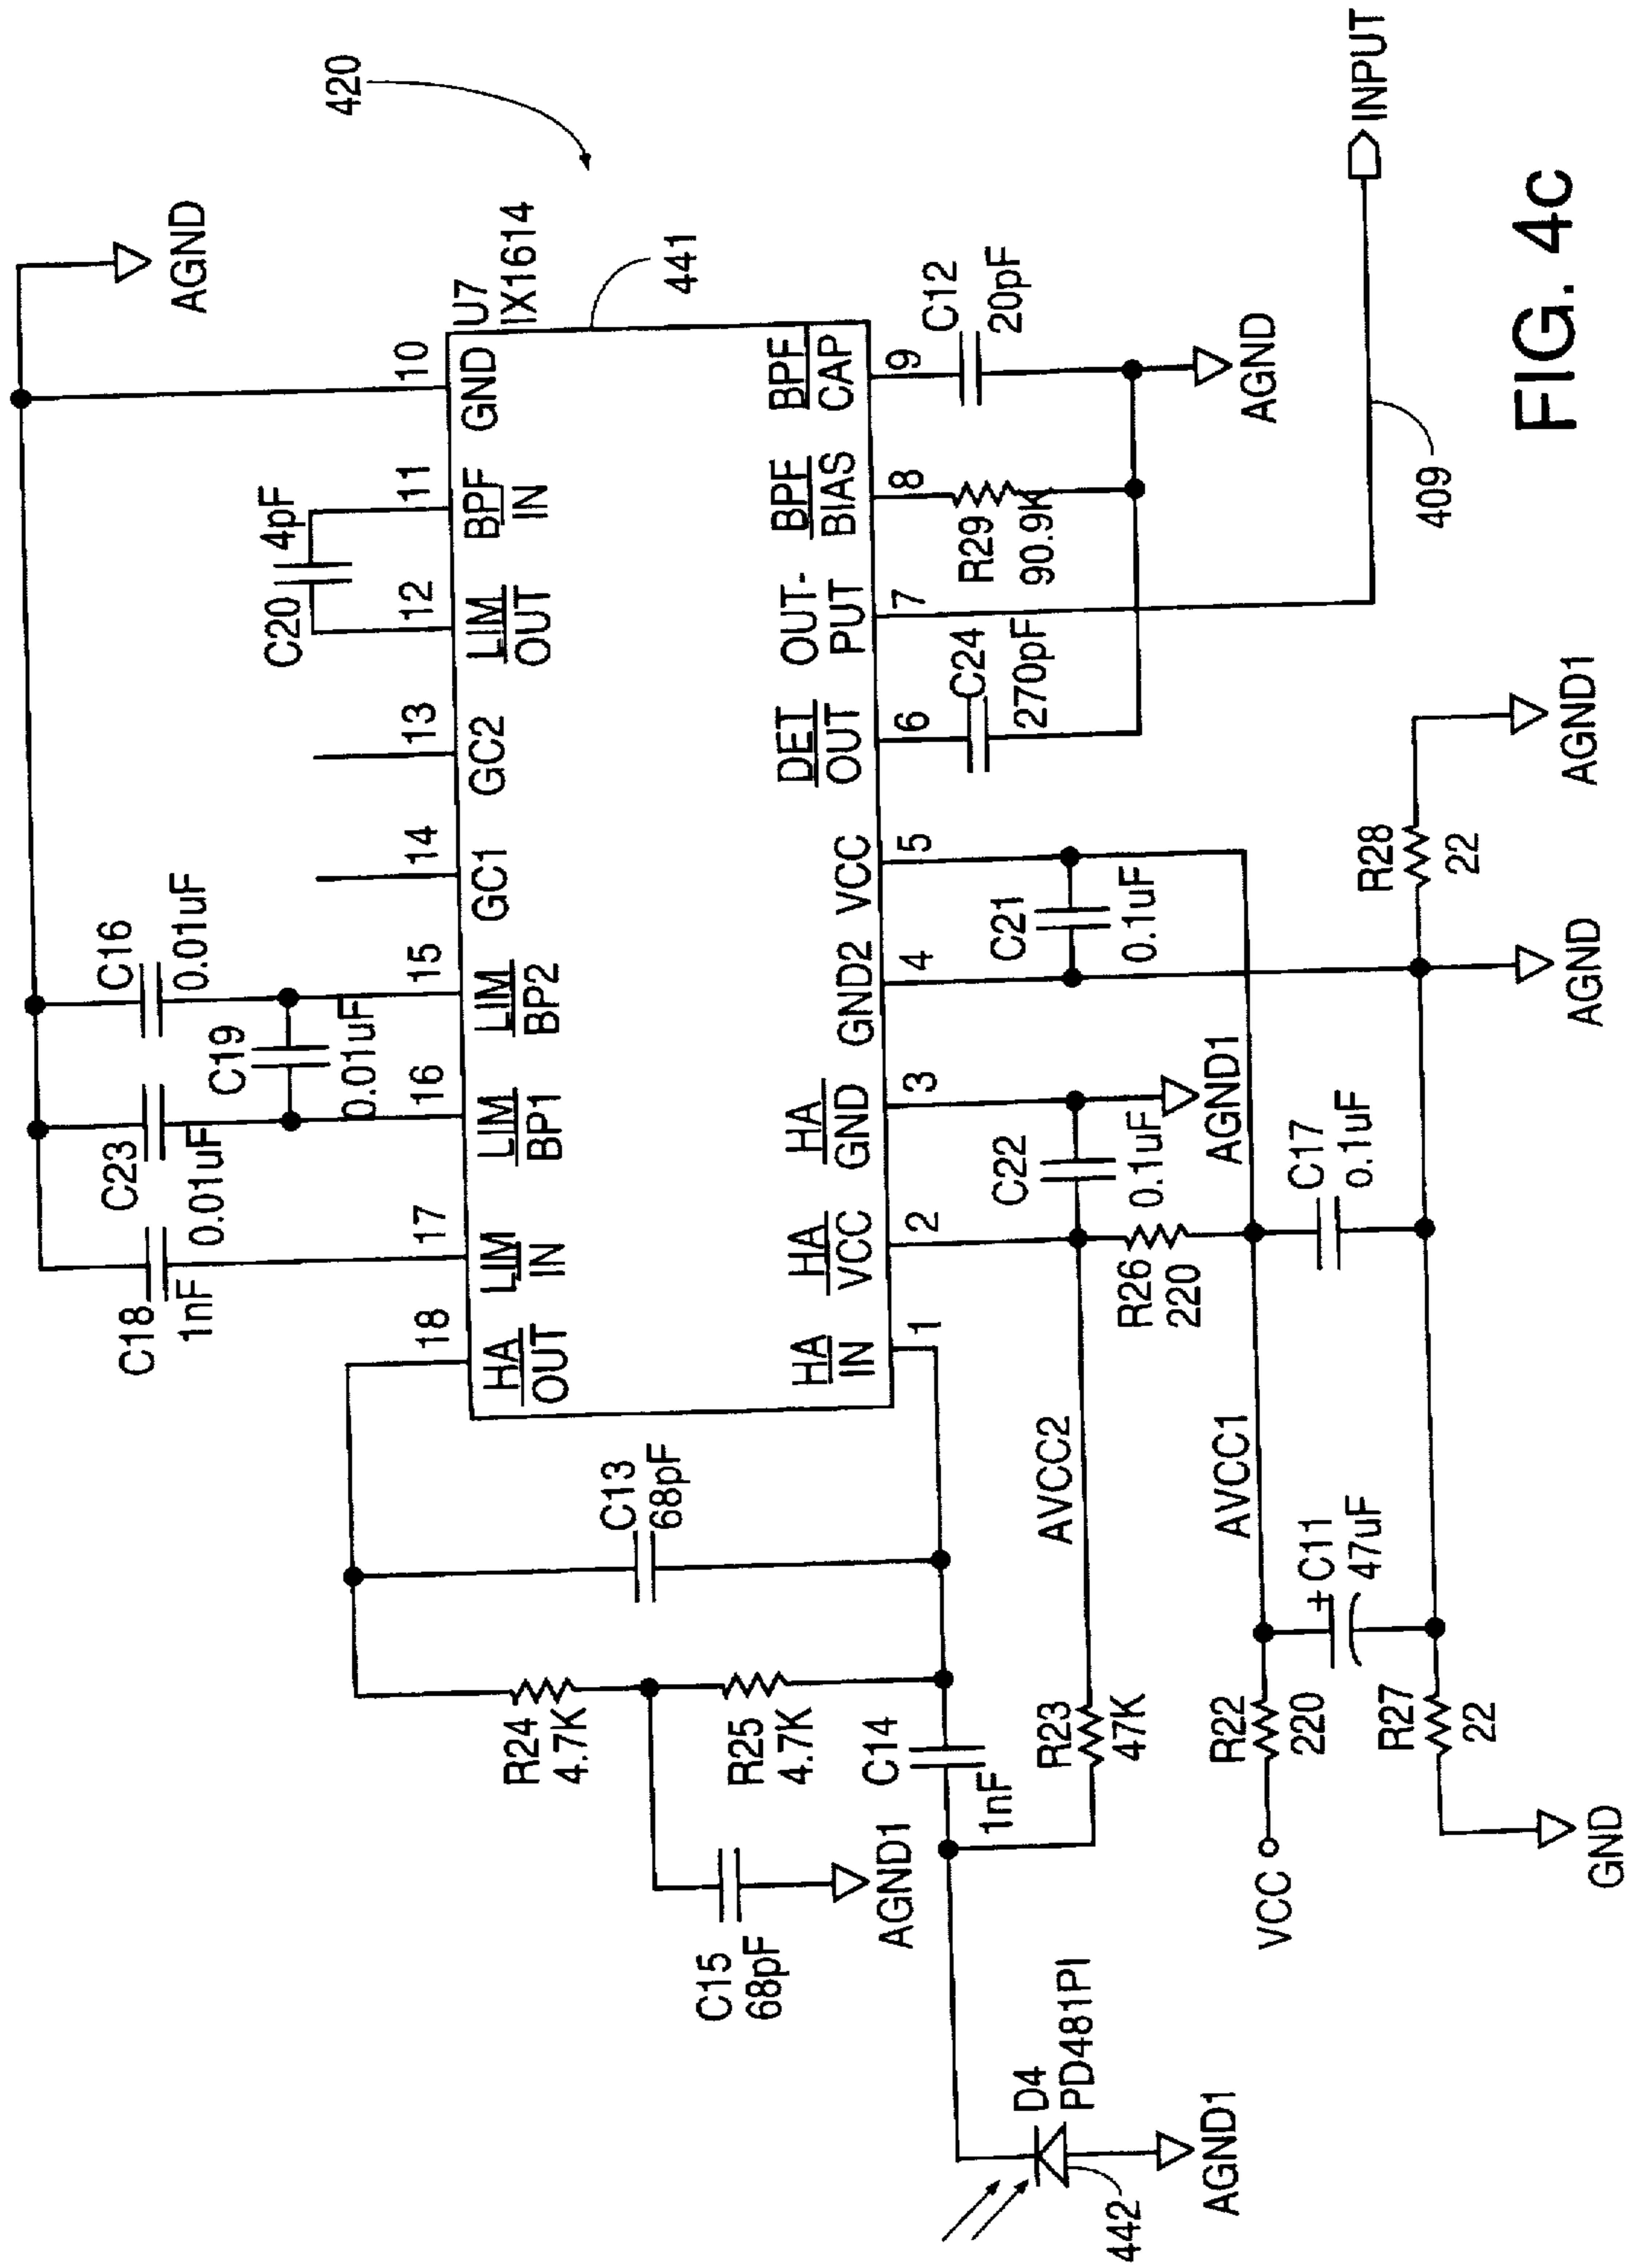 420
AGND
C16
0.01uF
C23
0.01uF
C19
0.01uF
C18
1nF
C20
4pF
18
17
16
15
14
13
12
11
10
U7
IX1614
441
HA
OUT
LIM
IN
LIM
BP1
LIM
BP2
GC1
GC2
LIM
OUT
BPF
IN
GND
HA
IN
HA
VCC
HA
GND
GND2
VCC
DET
OUT
OUT-
PUT
BPF
BIAS
BPF
CAP
1
2
3
4
5
6
7
8
9
C13
68pF
R24
4.7K
R25
4.7K
C15
68pF
AGND1
C14
1nF
D4
PD481PI
442
AGND1
R23
47K
AVCC2
C22
0.1uF
AGND1
R26
220
C21
0.1uF
C24
270pF
R29
90.9K
C12
20pF
AGND
VCC
R22
220
AVCC1
+
C11
47uF
C17
0.1uF
R27
22
GND
R28
22
AGND
AGND1
409
INPUT
FIG. 4c